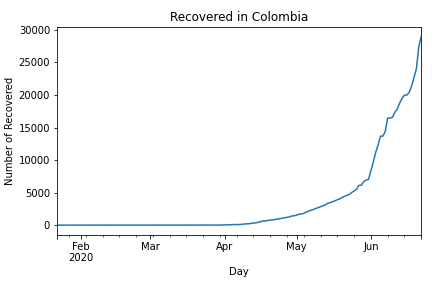 Recovered in Colombia
30000
25000
20000
15000
10000
5000
0
Number of Recovered
Feb
2020
Mar
Apr
May
Jun
Day